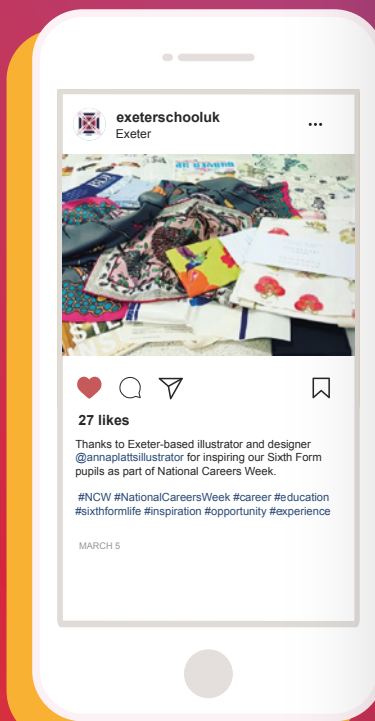 exeterschooluk
Exeter
27 likes
Thanks to Exeter-based illustrator and designer
@annaplattsillustrator for inspiring our Sixth Form
pupils as part of National Careers Week.
#NCW #NationalCareersWeek #career #education
#sixthformlife #inspiration #opportunity #experience
MARCH 5